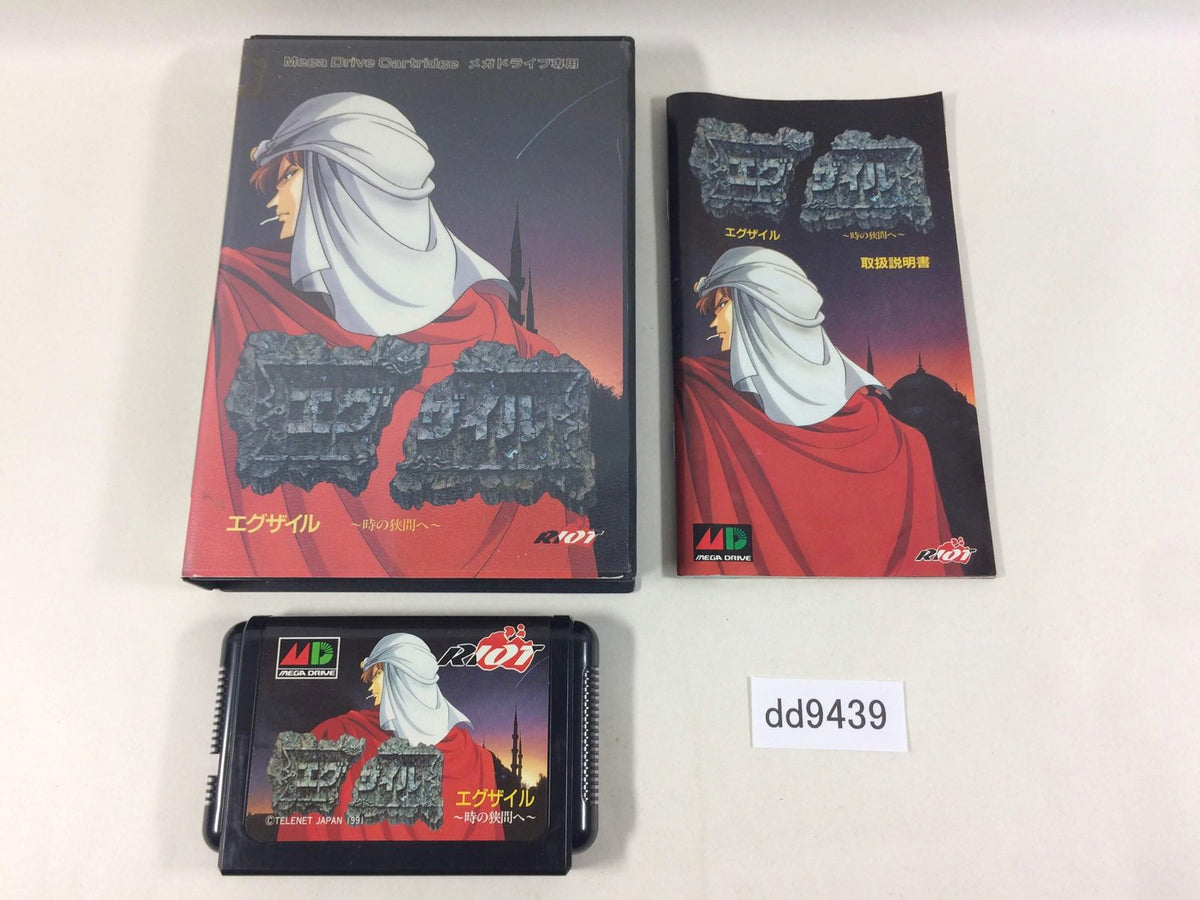 Mega Drive Cartridge メガドライブ専用
エグザイル
エグザイル ～時の狭間へ～
RIOT
エグザイル
エグザイル ～時の狭間へ～
取扱説明書
MEGA DRIVE
RIOT
MEGA DRIVE
RIOT
エグザイル
エグザイル
～時の狭間へ～
©TELENET JAPAN 1991
dd9439